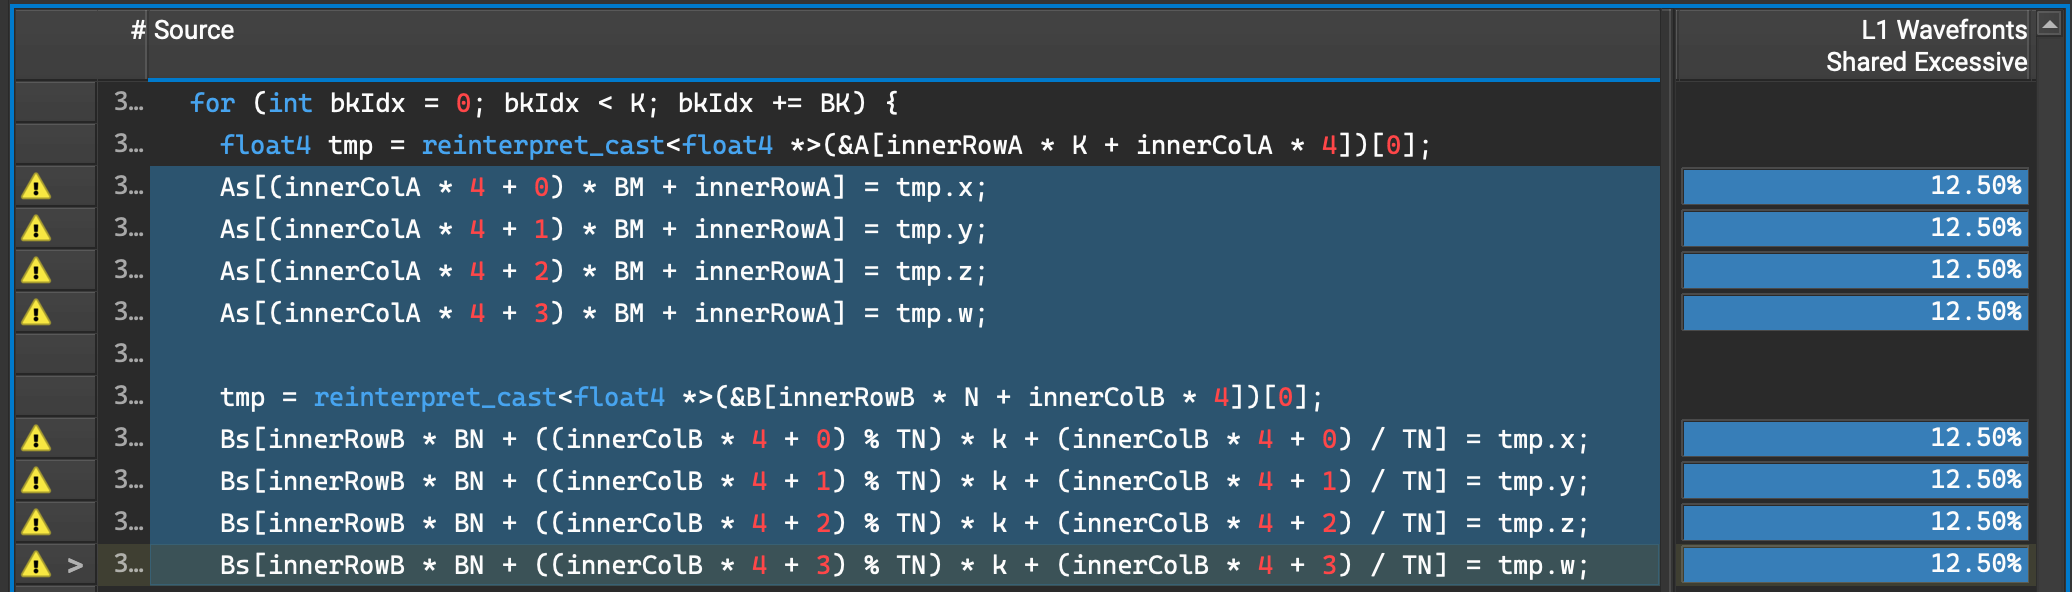 # Source L1 Wavefronts
Shared Excessive
3… for (int bkIdx = 0; bkIdx < K; bkIdx += BK) {
3… float4 tmp = reinterpret_cast<float4 *>(&A[innerRowA * K + innerColA * 4])[0];
3… As[(innerColA * 4 + 0) * BM + innerRowA] = tmp.x; 12.50%
3… As[(innerColA * 4 + 1) * BM + innerRowA] = tmp.y; 12.50%
3… As[(innerColA * 4 + 2) * BM + innerRowA] = tmp.z; 12.50%
3… As[(innerColA * 4 + 3) * BM + innerRowA] = tmp.w; 12.50%
3…
3… tmp = reinterpret_cast<float4 *>(&B[innerRowB * N + innerColB * 4])[0];
3… Bs[innerRowB * BN + ((innerColB * 4 + 0) % TN) * k + (innerColB * 4 + 0) / TN] = tmp.x; 12.50%
3… Bs[innerRowB * BN + ((innerColB * 4 + 1) % TN) * k + (innerColB * 4 + 1) / TN] = tmp.y; 12.50%
3… Bs[innerRowB * BN + ((innerColB * 4 + 2) % TN) * k + (innerColB * 4 + 2) / TN] = tmp.z; 12.50%
> 3… Bs[innerRowB * BN + ((innerColB * 4 + 3) % TN) * k + (innerColB * 4 + 3) / TN] = tmp.w; 12.50%